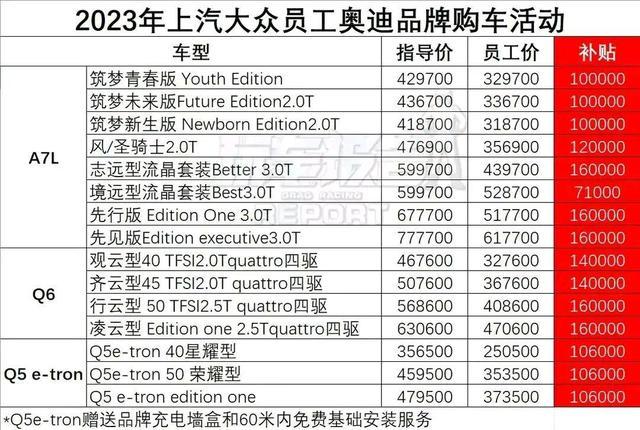 2023年上汽大众员工奥迪品牌购车活动
车型 指导价 员工价 补贴
A7L
筑梦青春版 Youth Edition 429700 329700 100000
筑梦未来版Future Edition2.0T 436700 336700 100000
筑梦新生版 Newborn Edition2.0T 418700 318700 100000
风/圣骑士2.0T 476900 356900 120000
志远型流晶套装Better 3.0T 599700 439700 160000
境远型流晶套装Best3.0T 599700 528700 71000
先行版 Edition One 3.0T 677700 517700 160000
先见版Edition executive3.0T 777700 617700 160000
Q6
观云型40 TFSI2.0Tquattro四驱 467600 327600 140000
齐云型45 TFSI2.0T quattro四驱 507600 367600 140000
行云型 50 TFSI2.5T quattro四驱 568600 408600 160000
凌云型 Edition one 2.5Tquattro四驱 630600 470600 160000
Q5 e-tron
Q5e-tron 40星耀型 356500 250500 106000
Q5e-tron 50 荣耀型 459500 353500 106000
Q5 e-tron edition one 479500 373500 106000
*Q5e-tron赠送品牌充电墙盒和60米内免费基础安装服务
DRAG RACING
REPORT